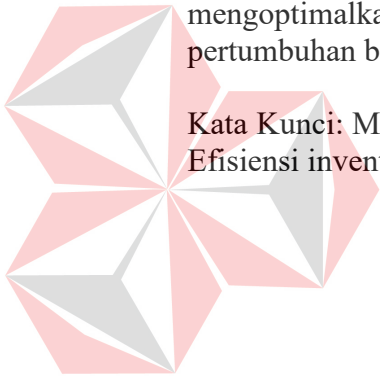 mengoptimalka
pertumbuhan b
Kata Kunci: M
Efisiensi inven